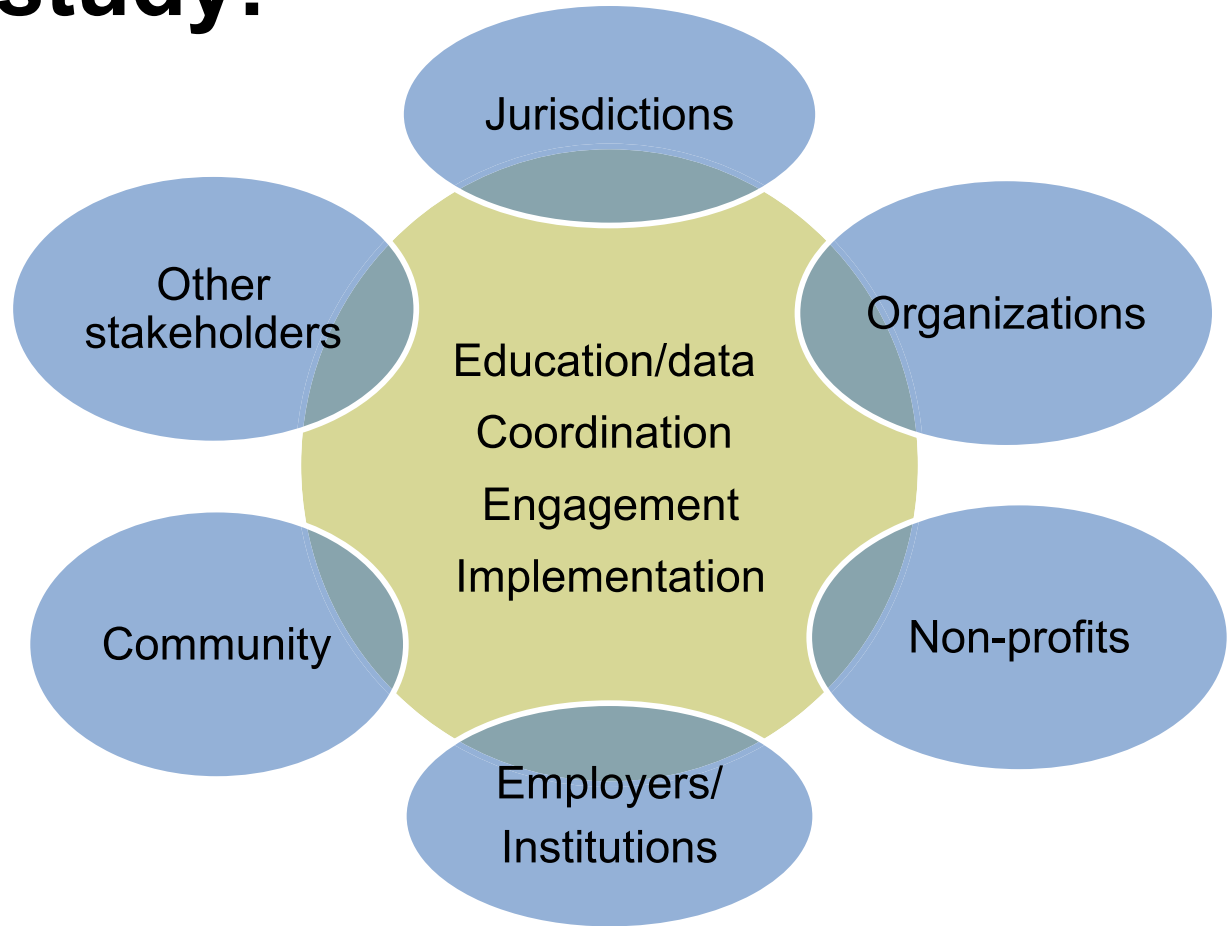 study.
Jurisdictions
Other
stakeholders
Organizations
Education/data
Coordination
Engagement
Implementation
Community
Non-profits
Employers/
Institutions